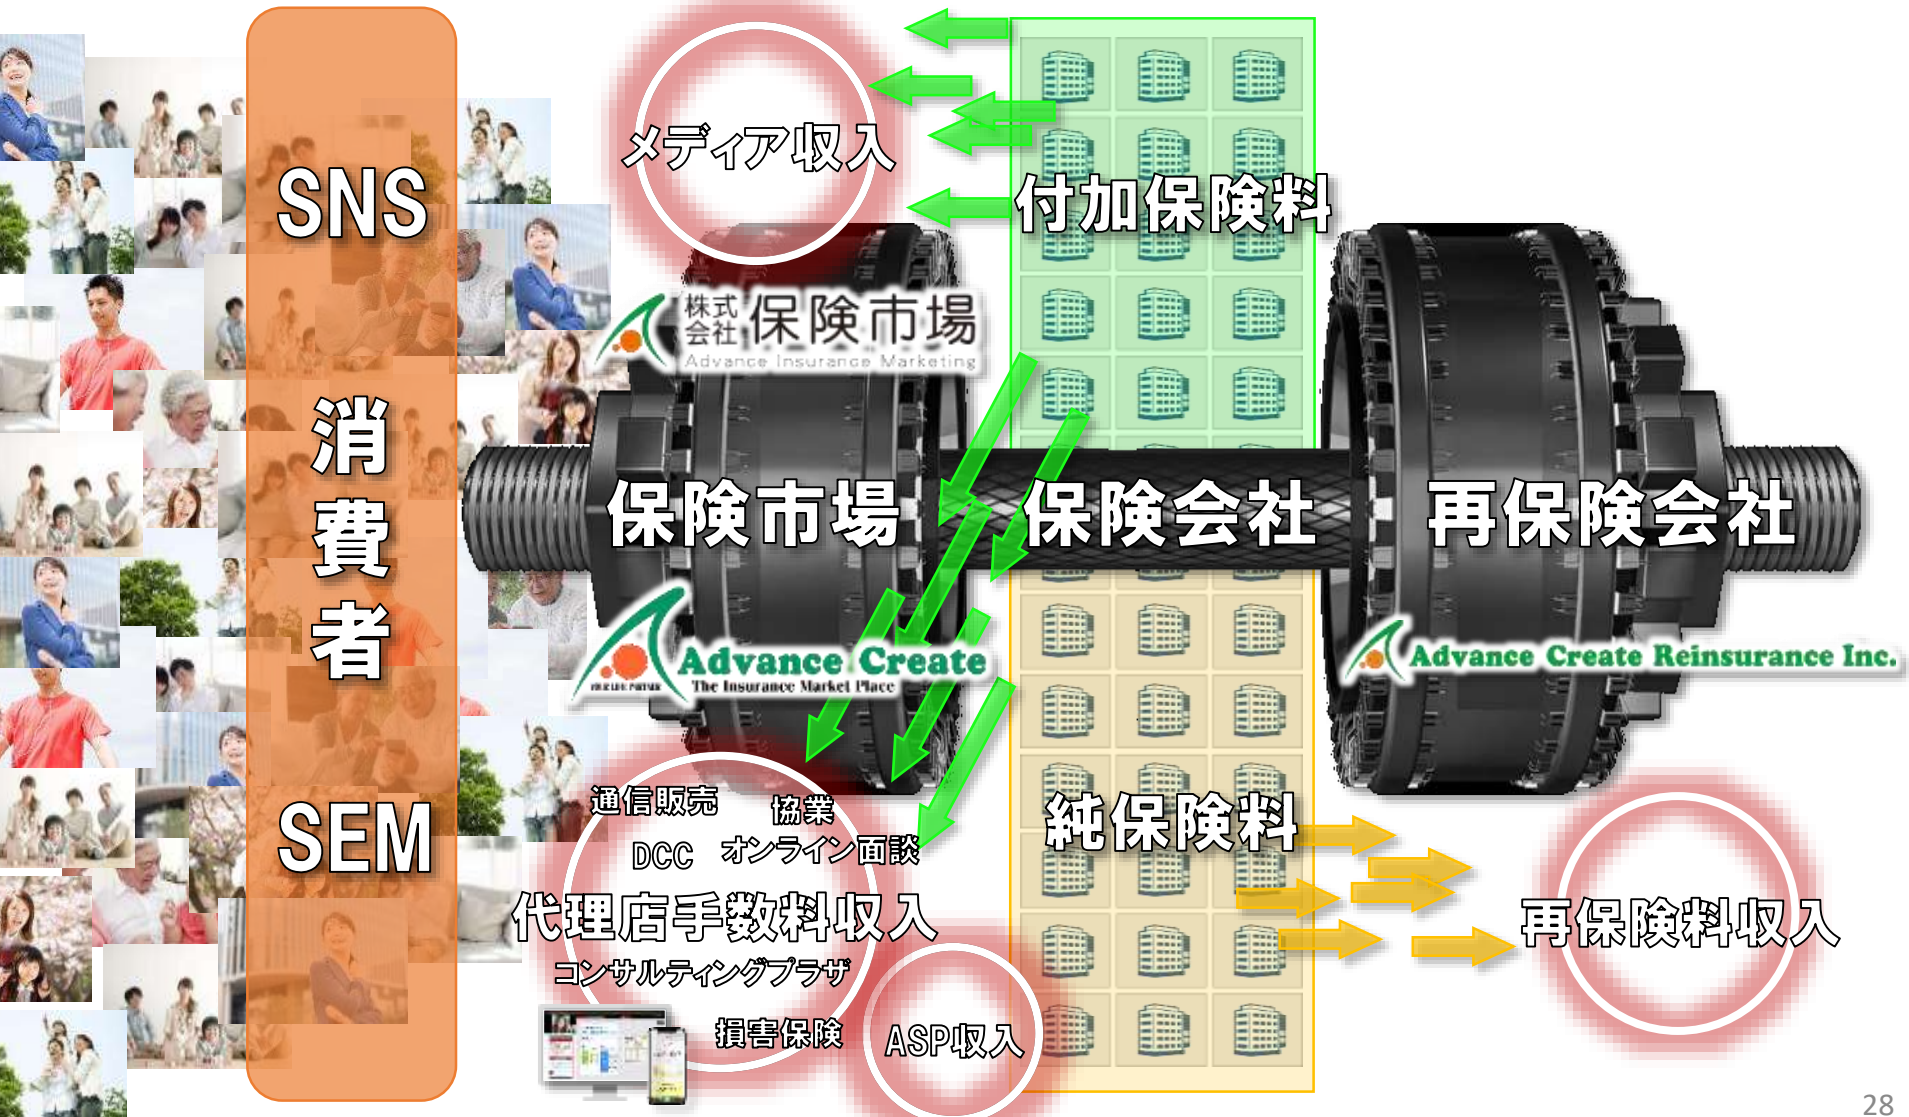 SNS
消費者
SEM
メディア収入
付加保険料
株式会社 保険市場
Advance Insurance Marketing
保険市場
保険会社
再保険会社
Advance Create
The Insurance Market Place
Advance Create Reinsurance Inc.
通信販売
協業
DCC
オンライン面談
純保険料
代理店手数料収入
再保険料収入
コンサルティングプラザ
損害保険
ASP収入
28